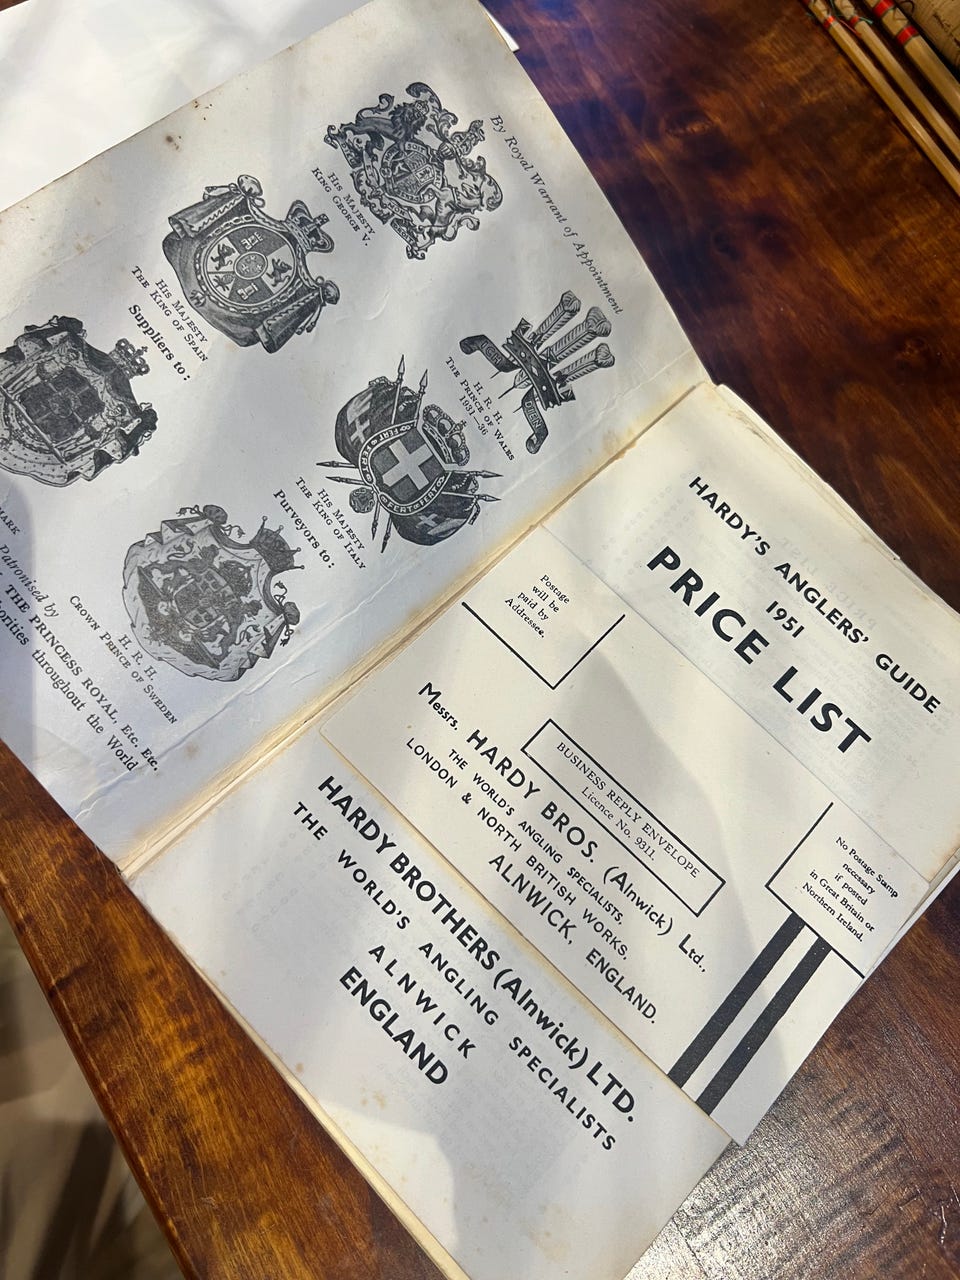 By Royal Warrant of Appointment
HIS MAJESTY
KING GEORGE V.
H. R. H.
THE PRINCE OF WALES
1931—36
HIS MAJESTY
THE KING OF SPAIN
Suppliers to:
HIS MAJESTY
THE KING OF ITALY
Purveyors to:
H. R. H.
CROWN PRINCE OF SWEDEN
MARK
Patronised by
THE PRINCESS ROYAL, Etc. Etc.
throughout the World
HARDY'S ANGLERS' GUIDE
1951
PRICE LIST
Postage
will be
paid by
Addressee.
No Postage Stamp
necessary
if posted
in Great Britain or
Northern Ireland.
BUSINESS REPLY ENVELOPE
Licence No. 9311.
Messrs. HARDY BROS. (Alnwick) Ltd.,
THE WORLD'S ANGLING SPECIALISTS,
LONDON & NORTH BRITISH WORKS,
ALNWICK, ENGLAND.
HARDY BROTHERS (Alnwick) LTD.
THE WORLD'S ANGLING SPECIALISTS
ALNWICK
ENGLAND